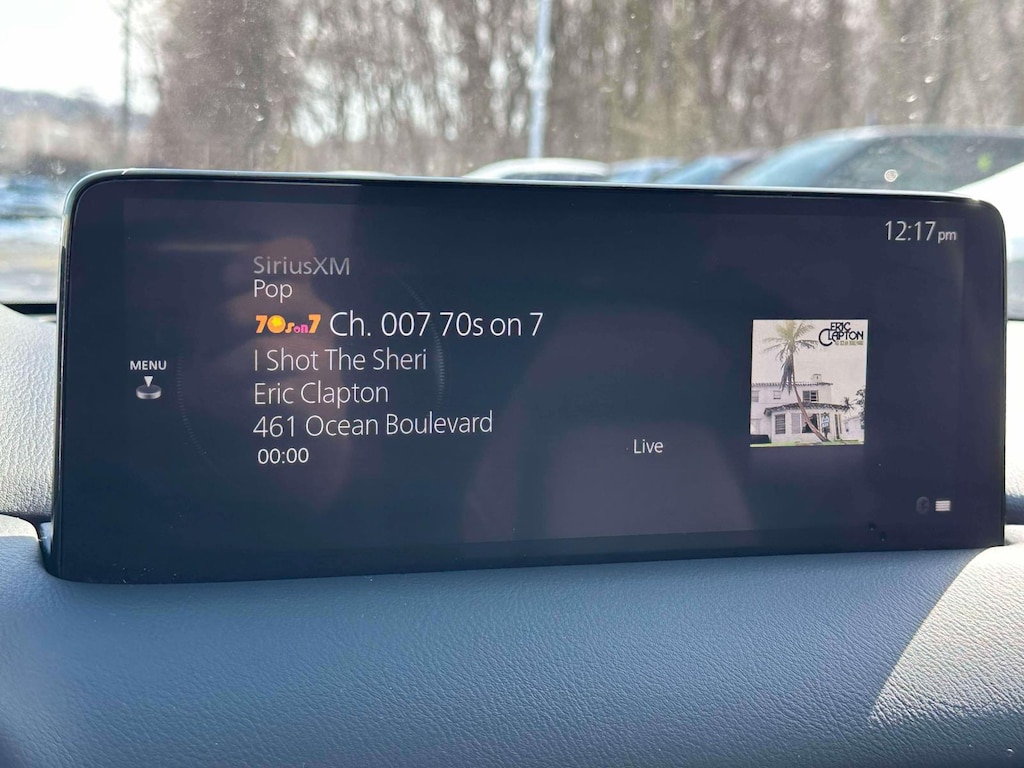 12:17 pm
SiriusXM
Pop
70s on 7 Ch. 007 70s on 7
MENU
I Shot The Sheri
Eric Clapton
461 Ocean Boulevard
00:00
Live
ERIC
CLAPTON